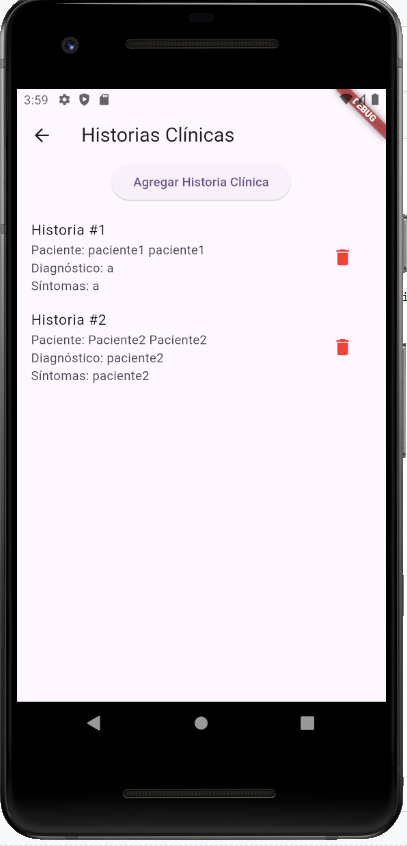 3:59
DEBUG
Historias Clínicas
Agregar Historia Clínica
Historia #1
Paciente: paciente1 paciente1
Diagnóstico: a
Síntomas: a
Historia #2
Paciente: Paciente2 Paciente2
Diagnóstico: paciente2
Síntomas: paciente2